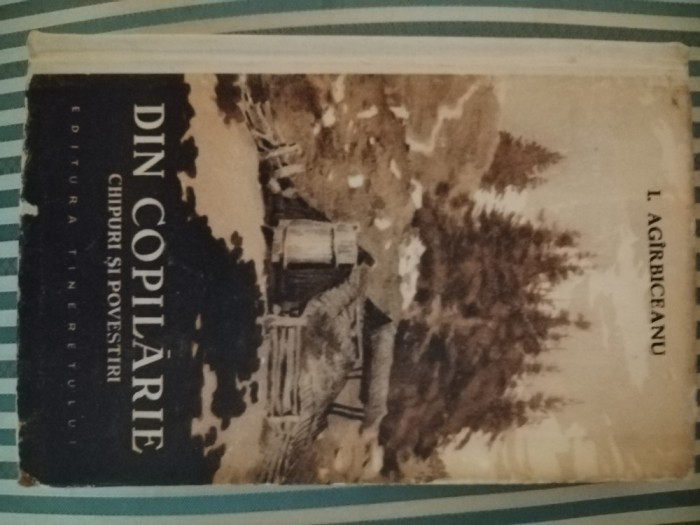 I. AGÎRBICEANU
DIN COPILĂRIE
CHIPURI ȘI POVESTIRI
EDITURA TINERETULUI